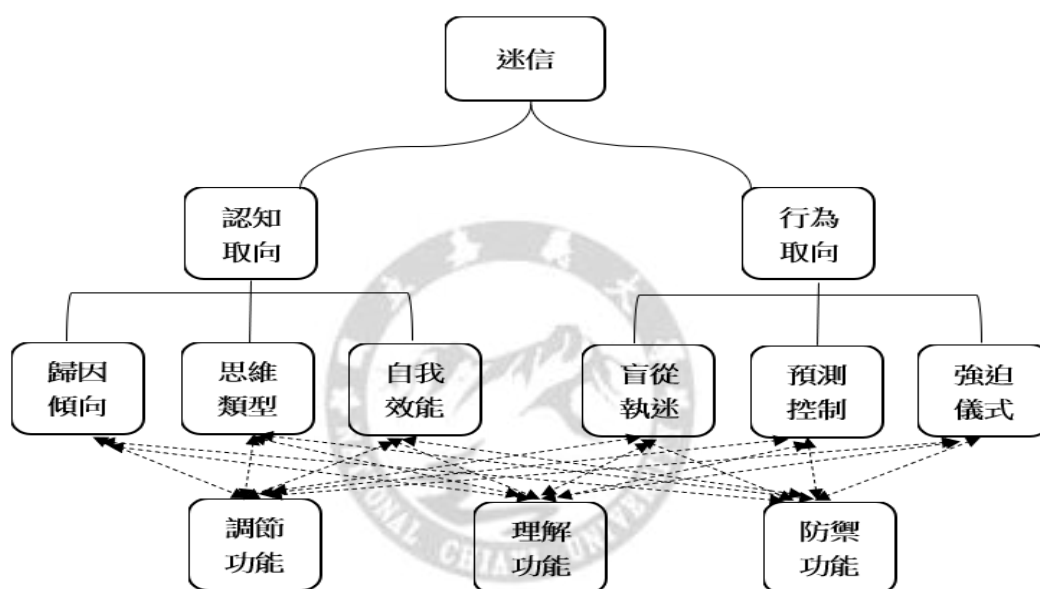 迷信
認知
取向
行為
取向
歸因
傾向
思維
類型
自我
效能
盲從
執迷
預測
控制
強迫
儀式
調節
功能
理解
功能
防禦
功能